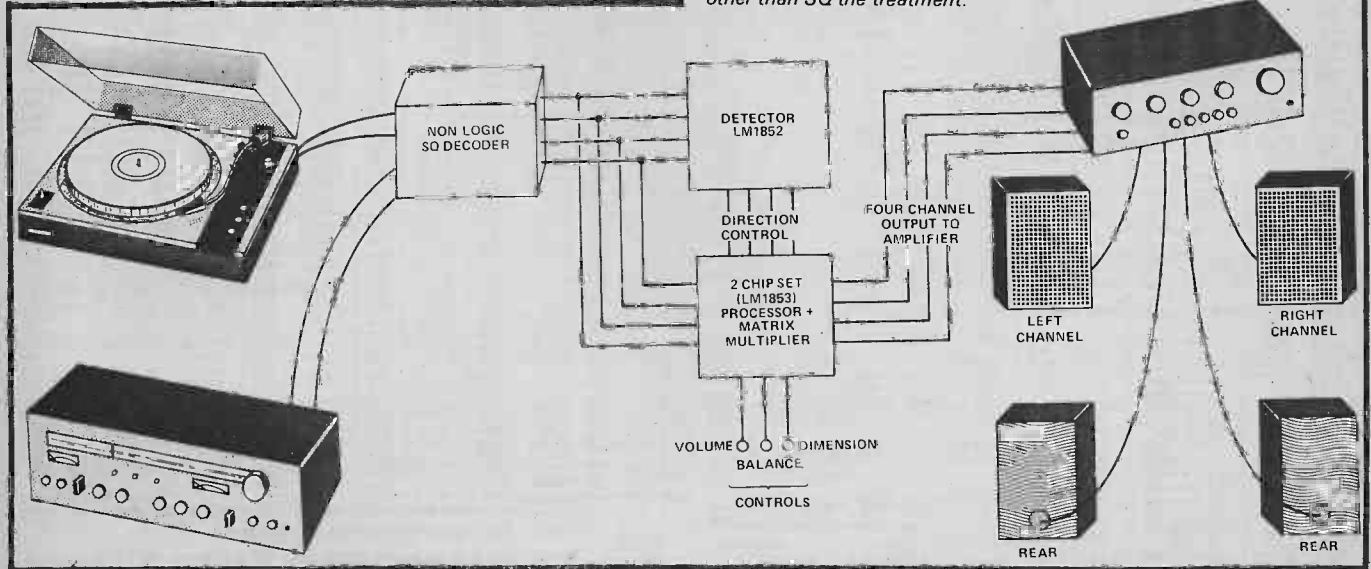 other than SQ the treatment.
NON LOGIC
SQ DECODER
DETECTOR
LM1852
DIRECTION
CONTROL
FOUR CHANNEL
OUTPUT TO
AMPLIFIER
2 CHIP SET
(LM1853)
PROCESSOR +
MATRIX
MULTIPLIER
LEFT
CHANNEL
RIGHT
CHANNEL
VOLUME
DIMENSION
BALANCE
CONTROLS
REAR
REAR